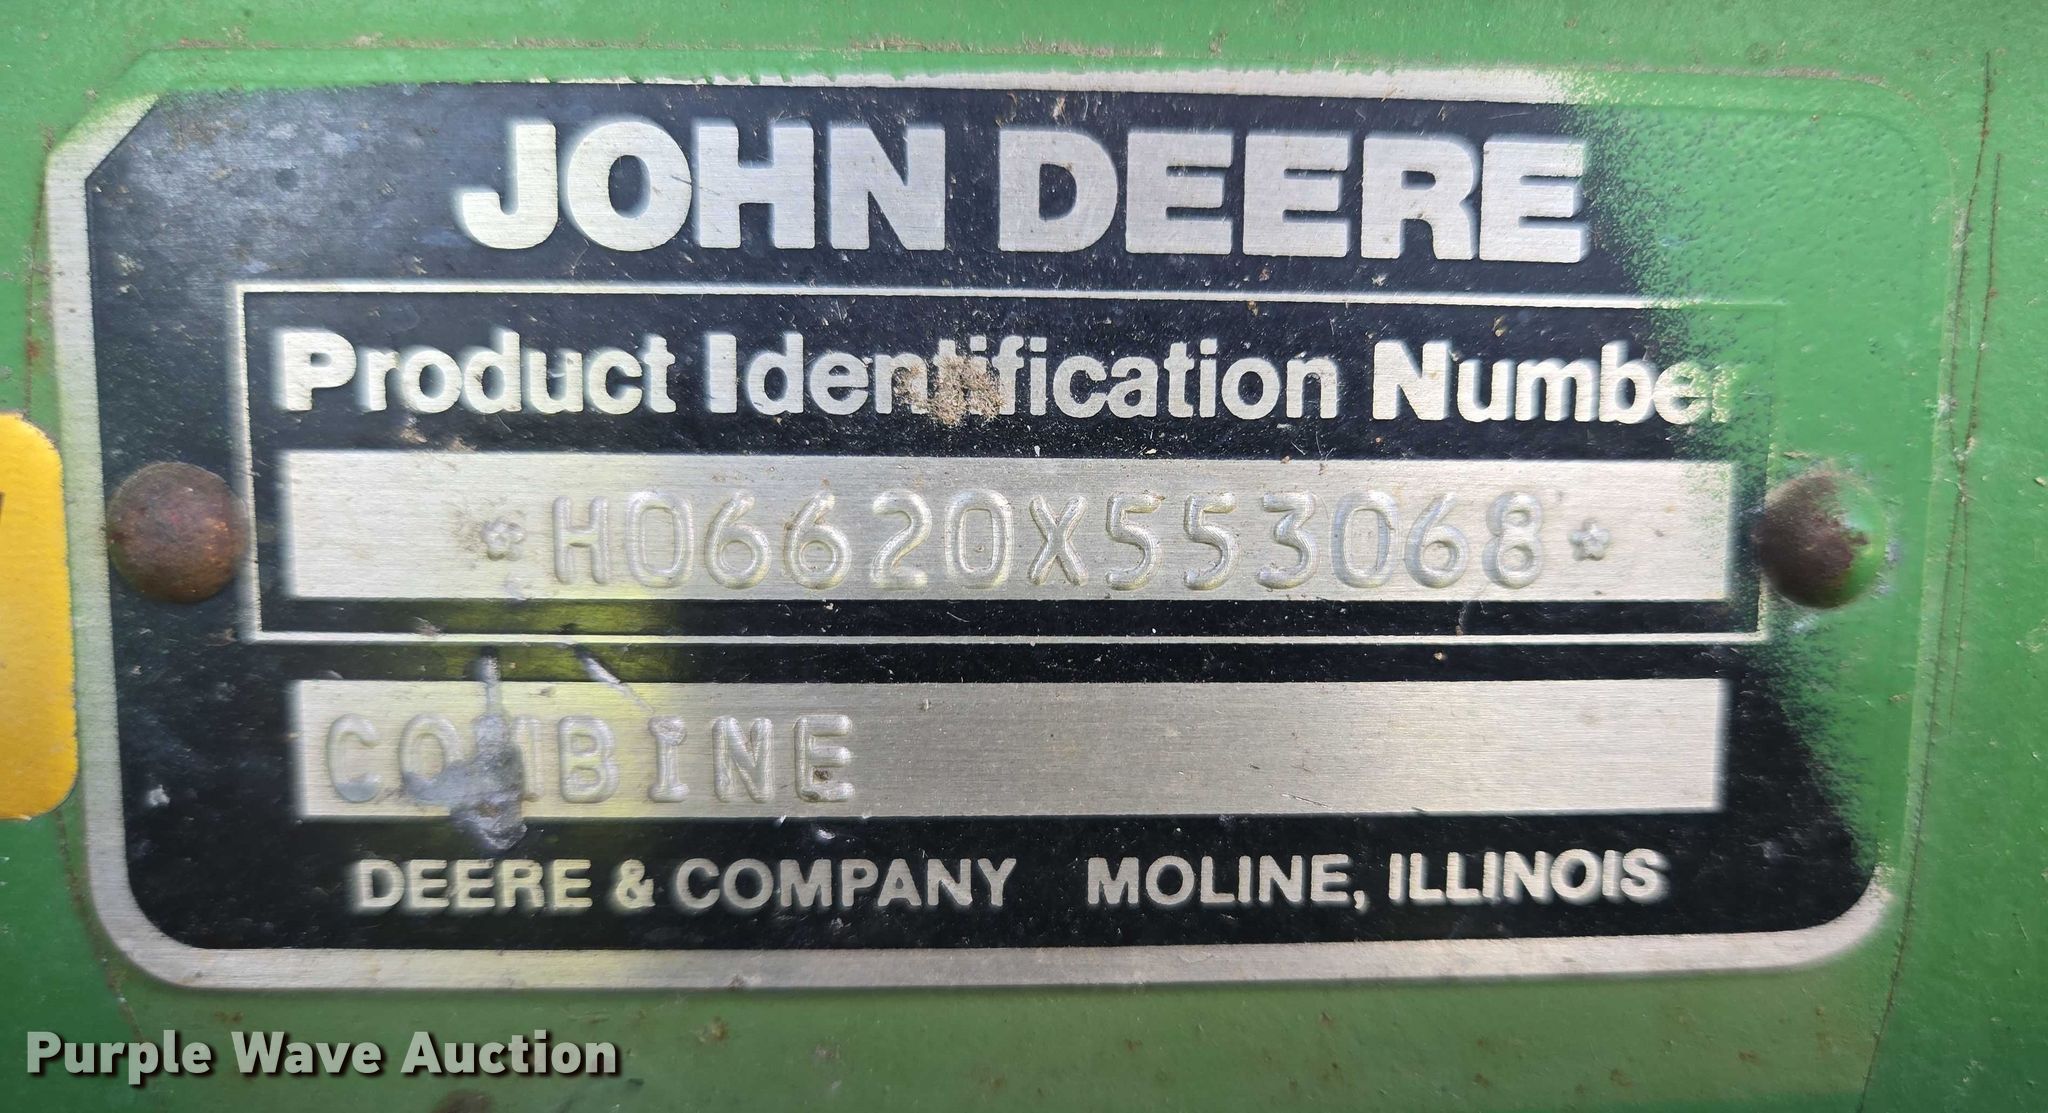 JOHN DEERE
Product Identification Number
*H06620X553068*
COMBINE
DEERE & COMPANY MOLINE, ILLINOIS
Purple Wave Auction